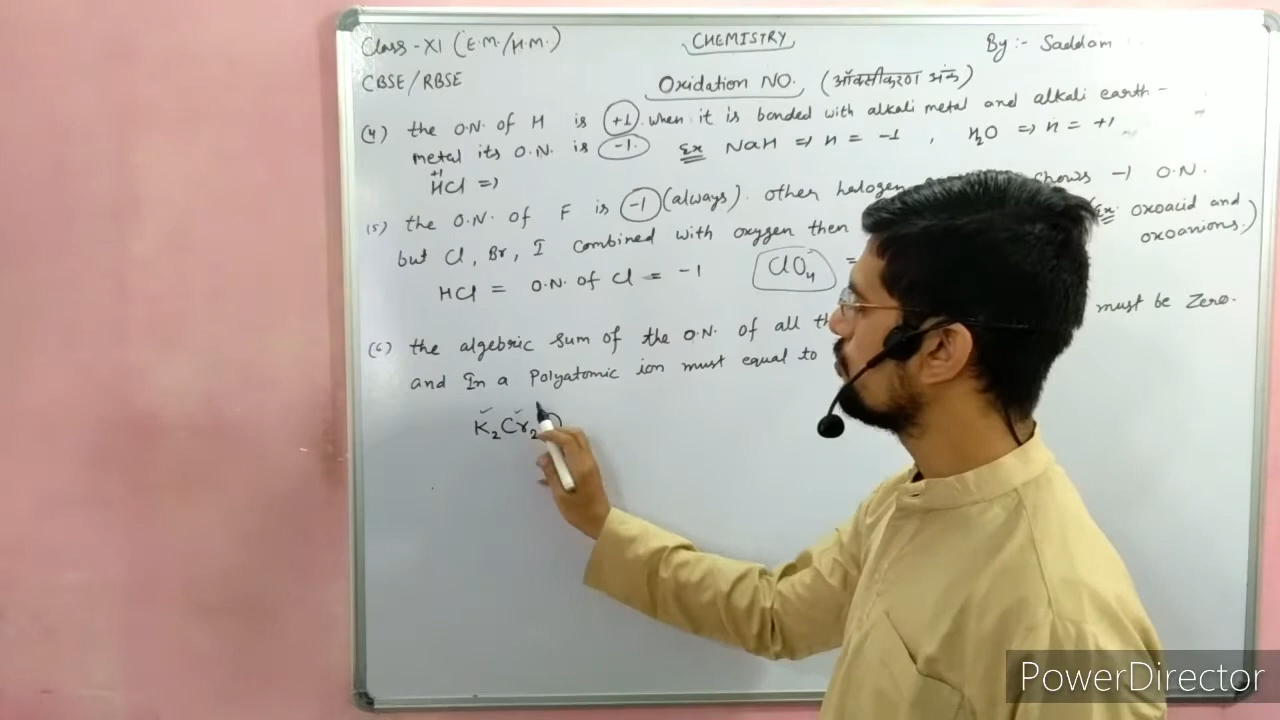 Class - XI (E.M./H.M.)
CHEMISTRY
By :- Saddam
CBSE/RBSE
Oxidation NO. (ऑक्सीकरण अंक)
(4) the O.N. of H is +1 when it is bonded with alkali metal and alkali earth -
metal its O.N. is -1. Ex NaH => n = -1 , H2O => n = +1
+1
HCl =>
(5) the O.N. of F is -1 (always). other halogen shows -1 O.N.
but Cl, Br, I combined with oxygen then Ex. oxoacid and
oxoanions.)
HCl = O.N. of Cl = -1 ClO4 =
(6) the algebric sum of the O.N. of all must be Zero.
and In a Polyatomic ion must equal to
K2Cr2O
PowerDirector